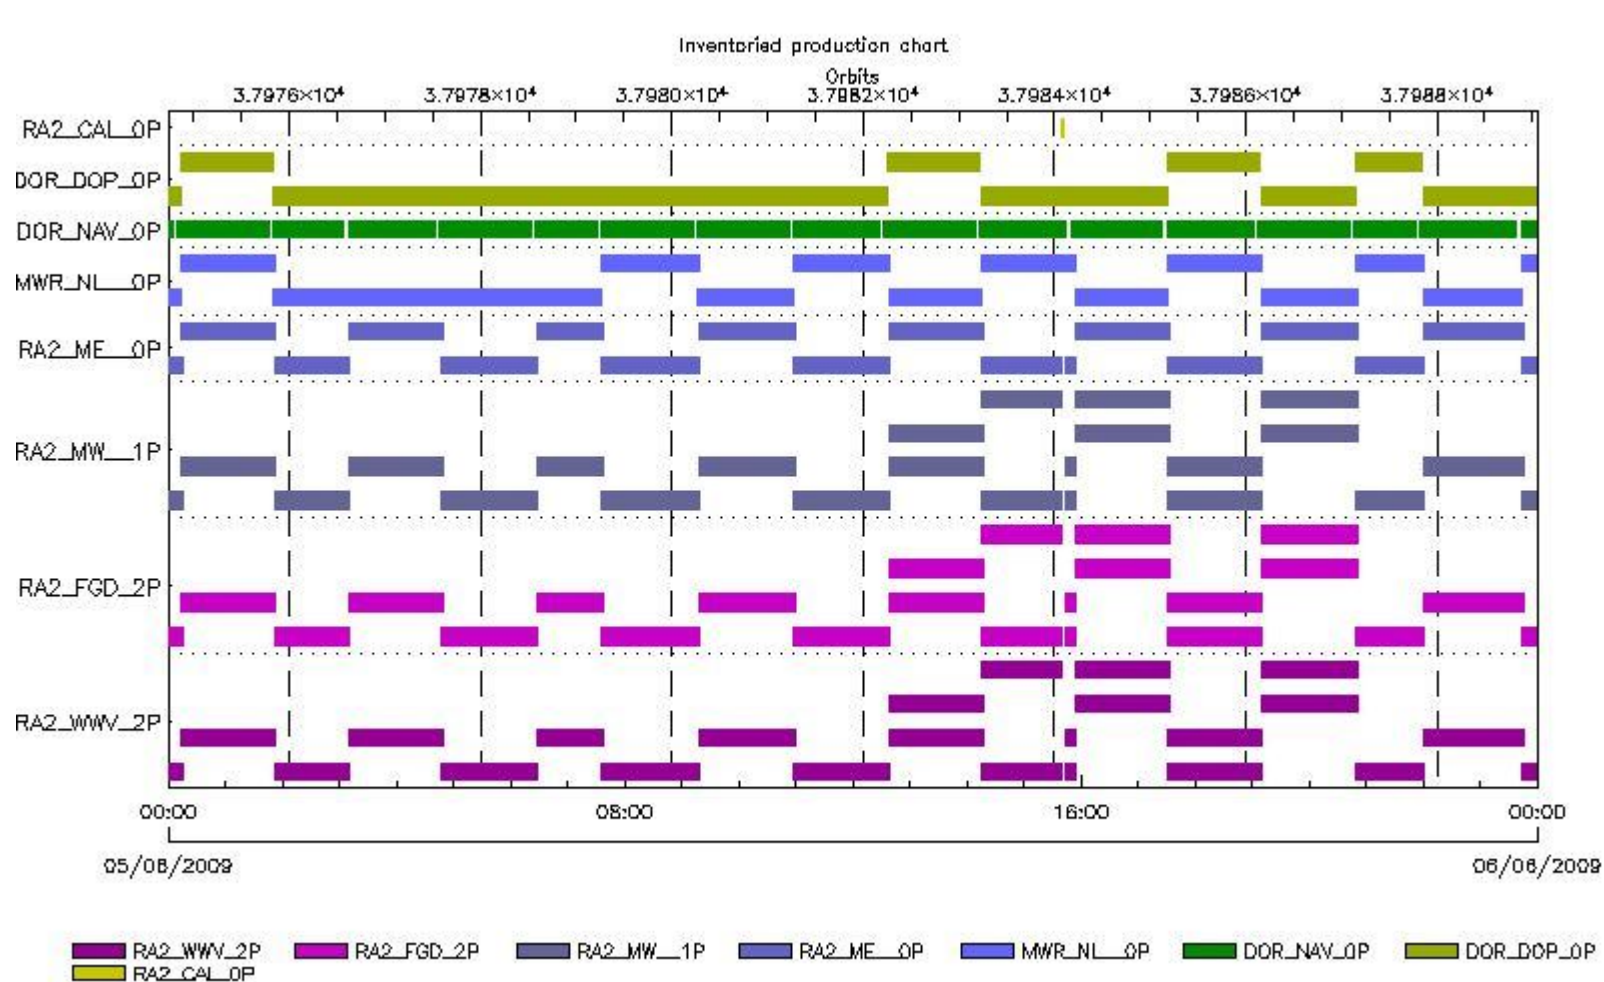 Inventoried production chart
Orbits
3.7976×10⁴ 3.7978×10⁴ 3.7980×10⁴ 3.7982×10⁴ 3.7984×10⁴ 3.7986×10⁴ 3.7988×10⁴
RA2_CAL_0P
DOR_DOP_0P
DOR_NAV_0P
MWR_NL__0P
RA2_ME__0P
RA2_MW__1P
RA2_FGD_2P
RA2_WWV_2P
00:00 08:00 16:00 00:00
05/06/2009 06/06/2009
RA2_WWV_2P RA2_FGD_2P RA2_MW__1P RA2_ME__0P MWR_NL__0P DOR_NAV_0P DOR_DOP_0P
RA2_CAL_0P